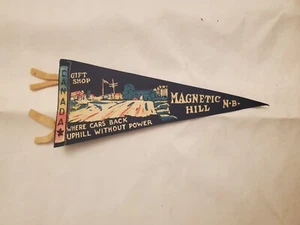 CANADA
GIFT
SHOP
MAGNETIC
HILL
N-B-
WHERE CARS BACK
UPHILL WITHOUT POWER